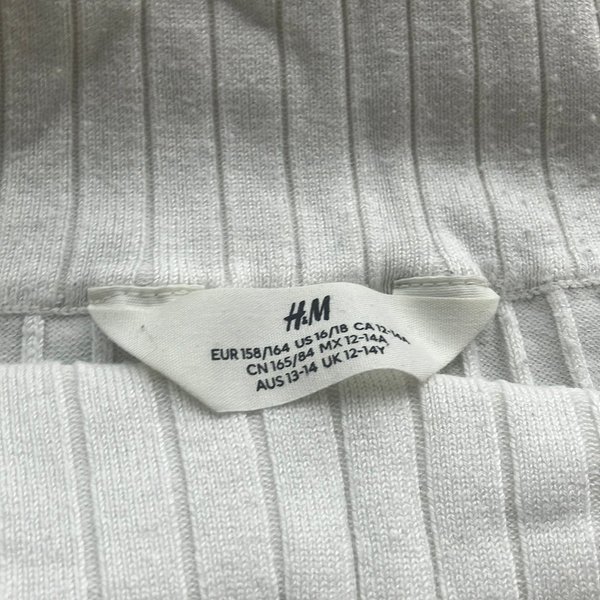 H&M
EUR 158/164 US 16/18 CA 12-14A
CN 165/84 MX 12-14A
AUS 13-14 UK 12-14Y